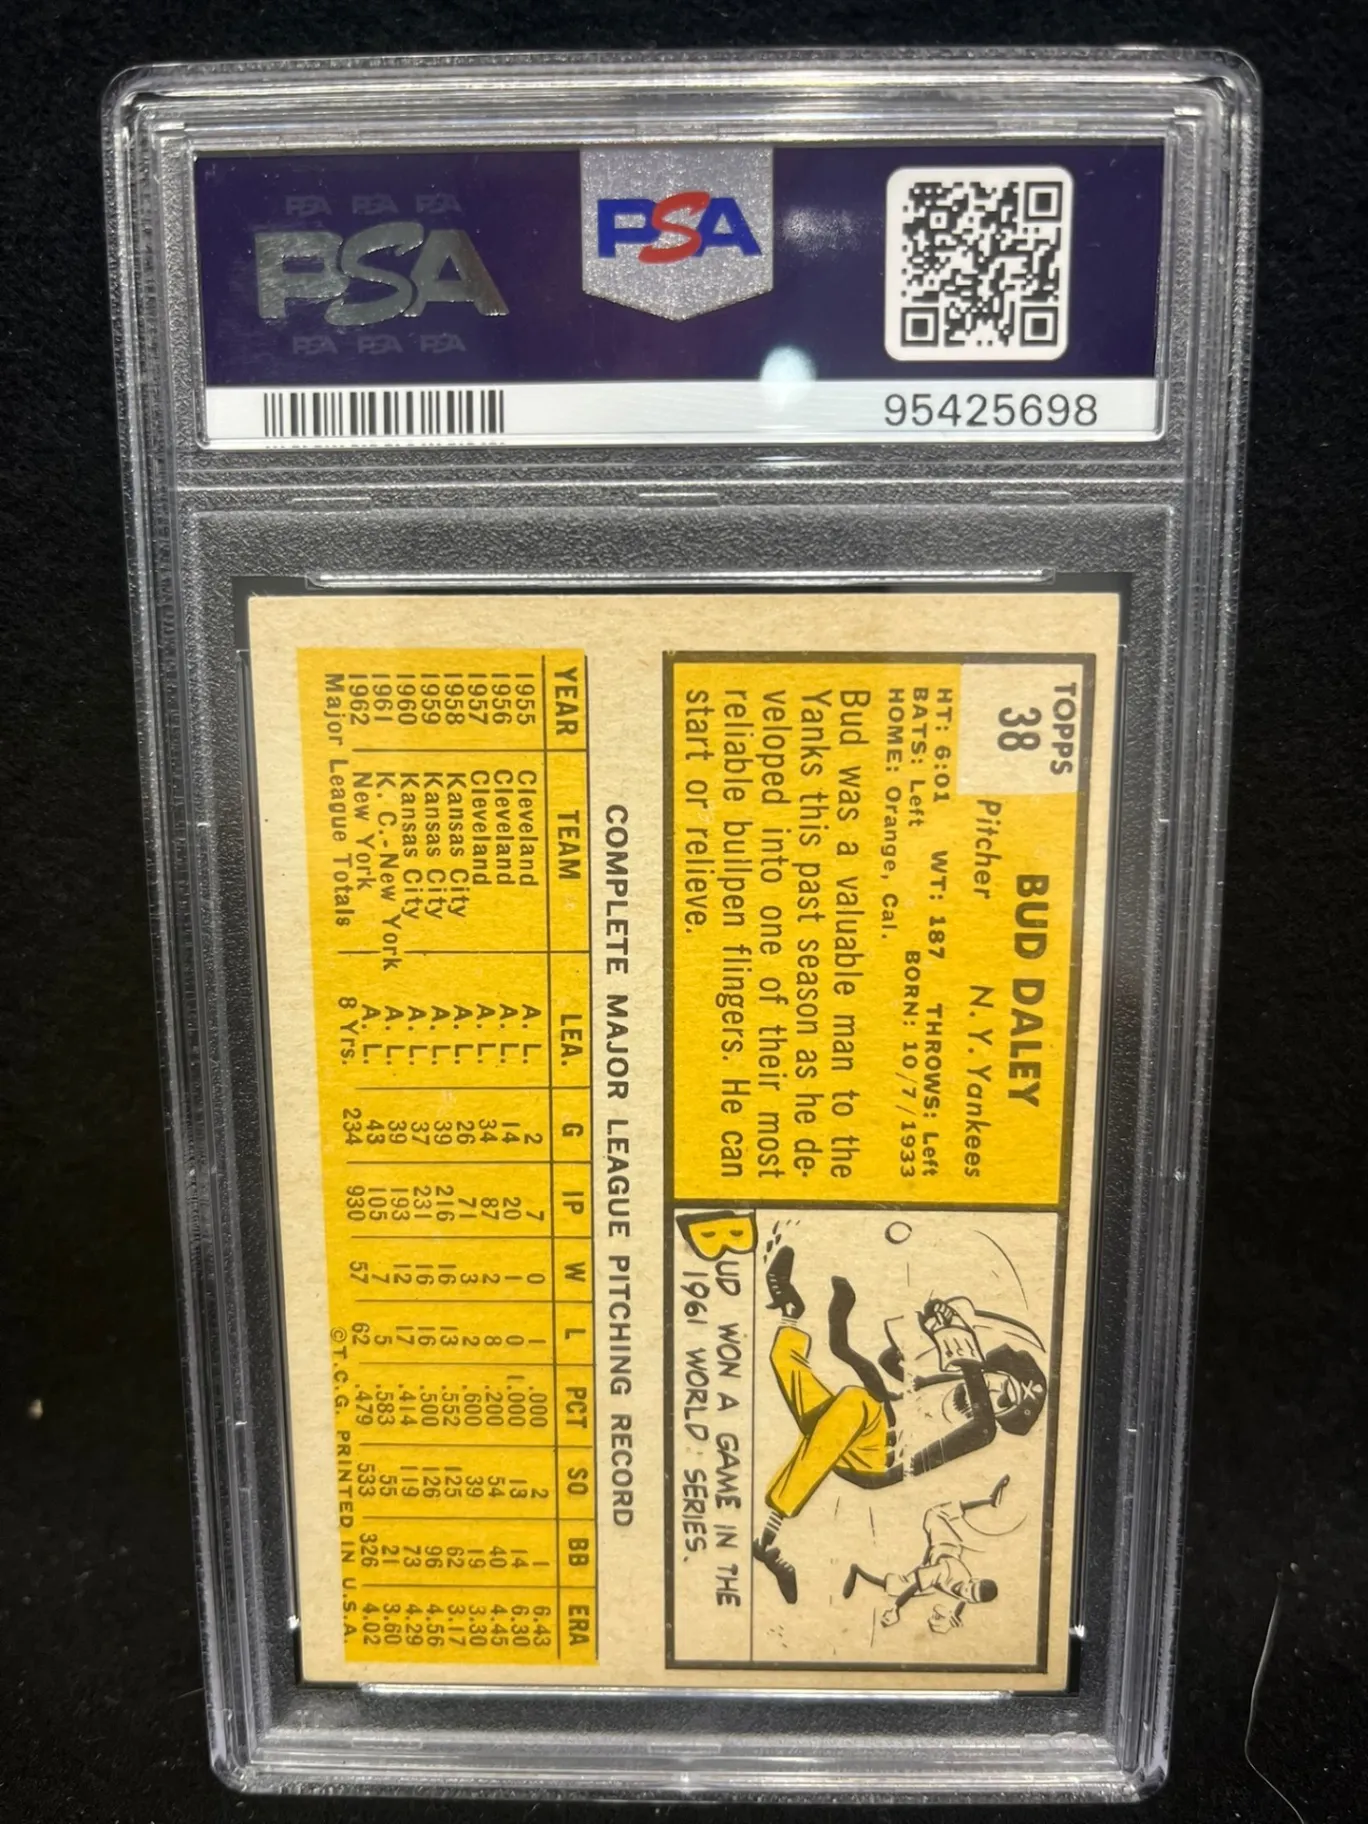 PSA PSA PSA
PSA
PSA PSA PSA
PSA
95425698
TOPPS
38
BUD DALEY
Pitcher N. Y. Yankees
HT: 6:01 WT: 187 THROWS: Left
BATS: Left BORN: 10/7/1933
HOME: Orange, Cal.
Bud was a valuable man to the
Yanks this past season as he de-
veloped into one of their most
reliable bullpen flingers. He can
start or relieve.
BUD WON A GAME IN THE
1961 WORLD SERIES.
COMPLETE MAJOR LEAGUE PITCHING RECORD
YEAR TEAM LEA. G IP W L PCT SO BB ERA
1955 Cleveland A. L. 2 7 0 1 .000 2 1 6.43
1956 Cleveland A. L. 14 20 1 0 1.000 13 14 6.30
1957 Cleveland A. L. 34 87 2 8 .200 54 40 4.45
1958 Kansas City A. L. 26 71 3 2 .600 39 19 3.30
1959 Kansas City A. L. 39 216 16 13 .552 125 62 3.17
1960 Kansas City A. L. 37 231 16 16 .500 126 96 4.56
1961 K. C.-New York A. L. 39 193 12 17 .414 119 73 4.29
1962 New York A. L. 43 105 7 5 .583 55 21 3.60
Major League Totals 8 Yrs. 234 930 57 62 .479 533 326 4.02
©T.C.G. PRINTED IN U.S.A.